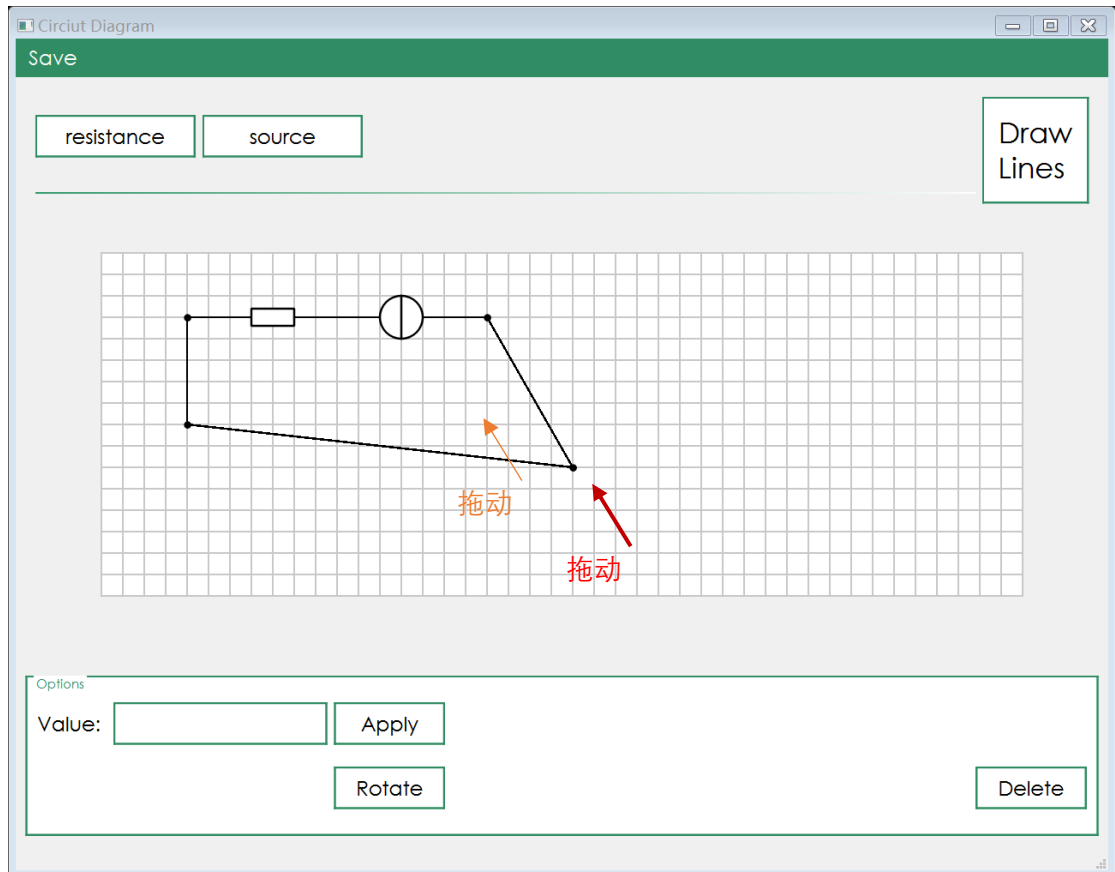 Circiut Diagram
Save
resistance
source
Draw
Lines
拖动
拖动
Options
Value:
Apply
Rotate
Delete